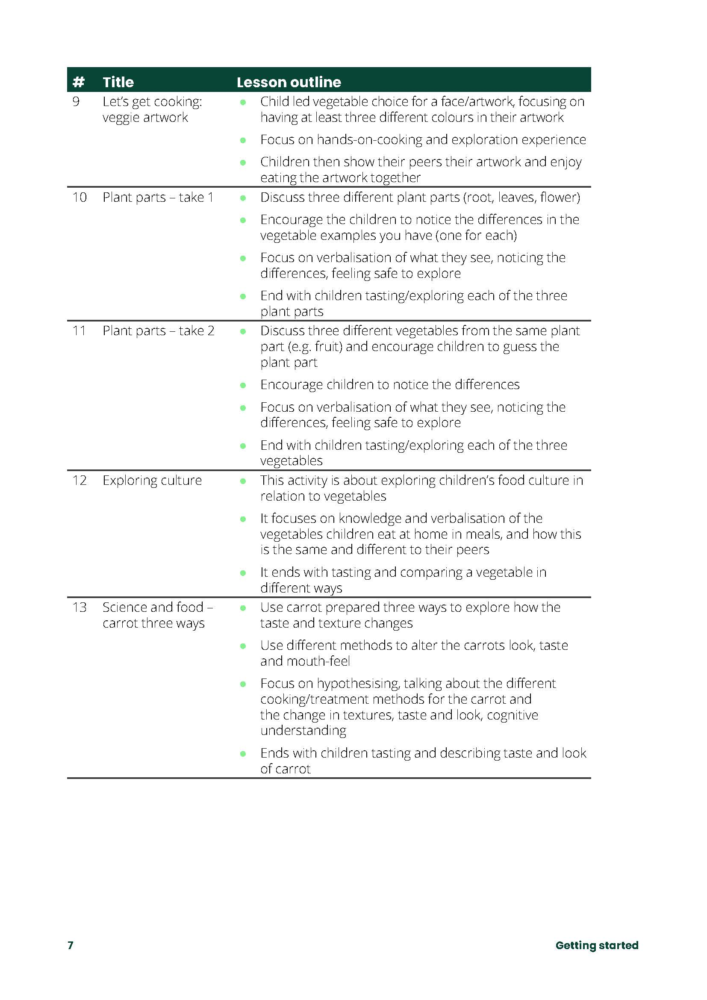 # Title Lesson outline
9 Let’s get cooking: ● Child led vegetable choice for a face/artwork, focusing on
veggie artwork having at least three different colours in their artwork
● Focus on hands-on-cooking and exploration experience
● Children then show their peers their artwork and enjoy
eating the artwork together
10 Plant parts – take 1 ● Discuss three different plant parts (root, leaves, flower)
● Encourage the children to notice the differences in the
vegetable examples you have (one for each)
● Focus on verbalisation of what they see, noticing the
differences, feeling safe to explore
● End with children tasting/exploring each of the three
plant parts
11 Plant parts – take 2 ● Discuss three different vegetables from the same plant
part (e.g. fruit) and encourage children to guess the
plant part
● Encourage children to notice the differences
● Focus on verbalisation of what they see, noticing the
differences, feeling safe to explore
● End with children tasting/exploring each of the three
vegetables
12 Exploring culture ● This activity is about exploring children’s food culture in
relation to vegetables
● It focuses on knowledge and verbalisation of the
vegetables children eat at home in meals, and how this
is the same and different to their peers
● It ends with tasting and comparing a vegetable in
different ways
13 Science and food – ● Use carrot prepared three ways to explore how the
carrot three ways taste and texture changes
● Use different methods to alter the carrots look, taste
and mouth-feel
● Focus on hypothesising, talking about the different
cooking/treatment methods for the carrot and
the change in textures, taste and look, cognitive
understanding
● Ends with children tasting and describing taste and look
of carrot
7 Getting started